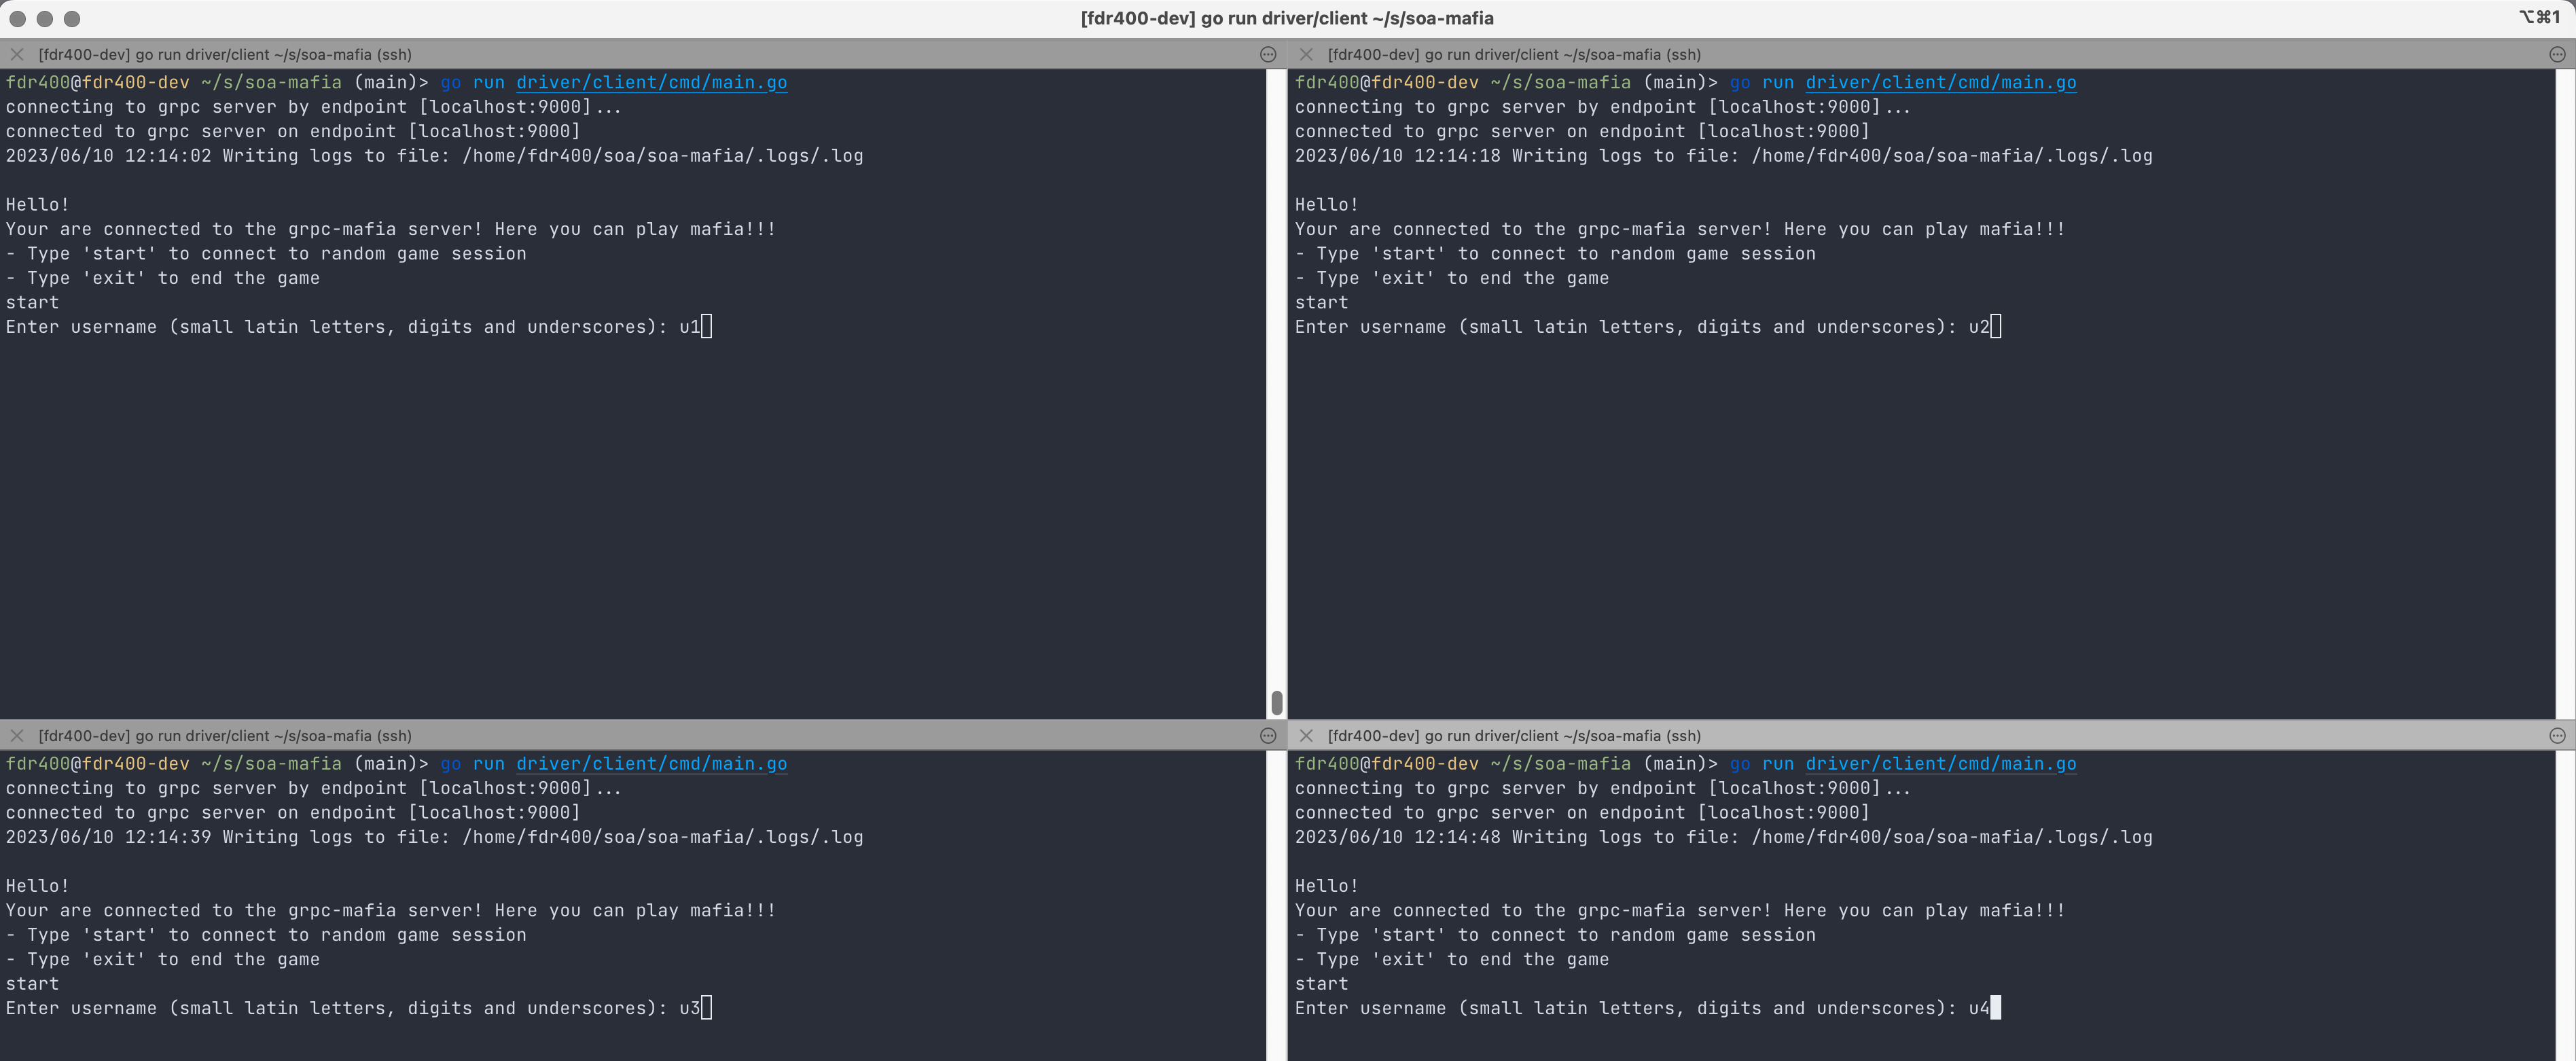 [fdr400-dev] go run driver/client ~/s/soa-mafia
⌥⌘1
[fdr400-dev] go run driver/client ~/s/soa-mafia (ssh)
fdr400@fdr400-dev ~/s/soa-mafia (main)> go run driver/client/cmd/main.go
connecting to grpc server by endpoint [localhost:9000]...
connected to grpc server on endpoint [localhost:9000]
2023/06/10 12:14:02 Writing logs to file: /home/fdr400/soa/soa-mafia/.logs/.log
Hello!
Your are connected to the grpc-mafia server! Here you can play mafia!!!
- Type 'start' to connect to random game session
- Type 'exit' to end the game
start
Enter username (small latin letters, digits and underscores): u1
[fdr400-dev] go run driver/client ~/s/soa-mafia (ssh)
fdr400@fdr400-dev ~/s/soa-mafia (main)> go run driver/client/cmd/main.go
connecting to grpc server by endpoint [localhost:9000]...
connected to grpc server on endpoint [localhost:9000]
2023/06/10 12:14:18 Writing logs to file: /home/fdr400/soa/soa-mafia/.logs/.log
Hello!
Your are connected to the grpc-mafia server! Here you can play mafia!!!
- Type 'start' to connect to random game session
- Type 'exit' to end the game
start
Enter username (small latin letters, digits and underscores): u2
[fdr400-dev] go run driver/client ~/s/soa-mafia (ssh)
fdr400@fdr400-dev ~/s/soa-mafia (main)> go run driver/client/cmd/main.go
connecting to grpc server by endpoint [localhost:9000]...
connected to grpc server on endpoint [localhost:9000]
2023/06/10 12:14:39 Writing logs to file: /home/fdr400/soa/soa-mafia/.logs/.log
Hello!
Your are connected to the grpc-mafia server! Here you can play mafia!!!
- Type 'start' to connect to random game session
- Type 'exit' to end the game
start
Enter username (small latin letters, digits and underscores): u3
[fdr400-dev] go run driver/client ~/s/soa-mafia (ssh)
fdr400@fdr400-dev ~/s/soa-mafia (main)> go run driver/client/cmd/main.go
connecting to grpc server by endpoint [localhost:9000]...
connected to grpc server on endpoint [localhost:9000]
2023/06/10 12:14:48 Writing logs to file: /home/fdr400/soa/soa-mafia/.logs/.log
Hello!
Your are connected to the grpc-mafia server! Here you can play mafia!!!
- Type 'start' to connect to random game session
- Type 'exit' to end the game
start
Enter username (small latin letters, digits and underscores): u4